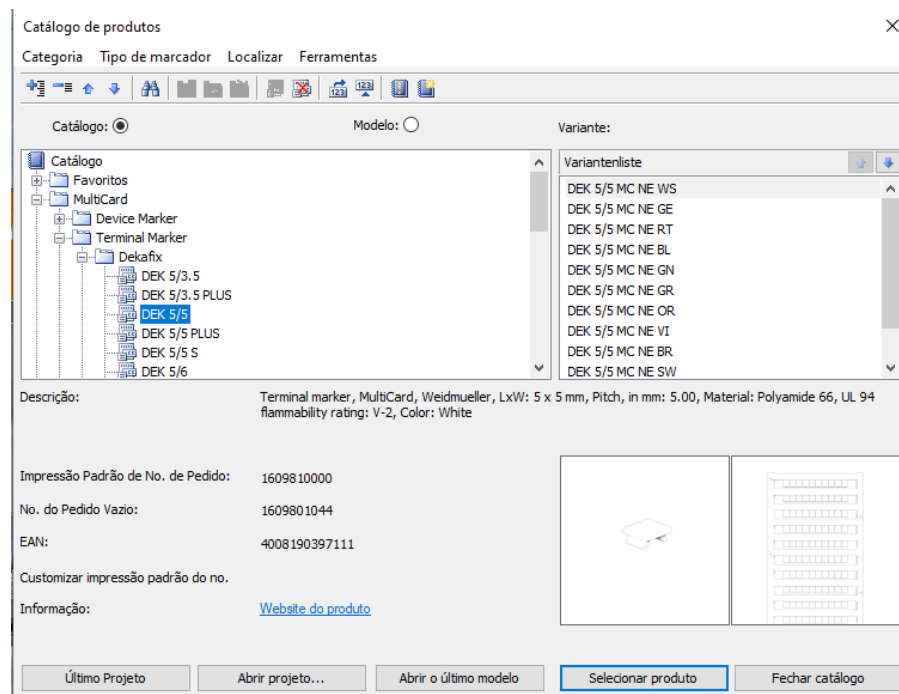 Catálogo de produtos
Categoria Tipo de marcador Localizar Ferramentas
Catálogo: Modelo: Variante:
Catálogo
Favoritos
MultiCard
Device Marker
Terminal Marker
Dekafix
DEK 5/3.5
DEK 5/3.5 PLUS
DEK 5/5
DEK 5/5 PLUS
DEK 5/5 S
DEK 5/6
Variantenliste
DEK 5/5 MC NE WS
DEK 5/5 MC NE GE
DEK 5/5 MC NE RT
DEK 5/5 MC NE BL
DEK 5/5 MC NE GN
DEK 5/5 MC NE GR
DEK 5/5 MC NE OR
DEK 5/5 MC NE VI
DEK 5/5 MC NE BR
DEK 5/5 MC NE SW
Descrição: Terminal marker, MultiCard, Weidmueller, LxW: 5 x 5 mm, Pitch, in mm: 5.00, Material: Polyamide 66, UL 94
flammability rating: V-2, Color: White
Impressão Padrão de No. de Pedido: 1609810000
No. do Pedido Vazio: 1609801044
EAN: 4008190397111
Customizar impressão padrão do no.
Informação: Website do produto
Último Projeto Abrir projeto... Abrir o último modelo Selecionar produto Fechar catálogo